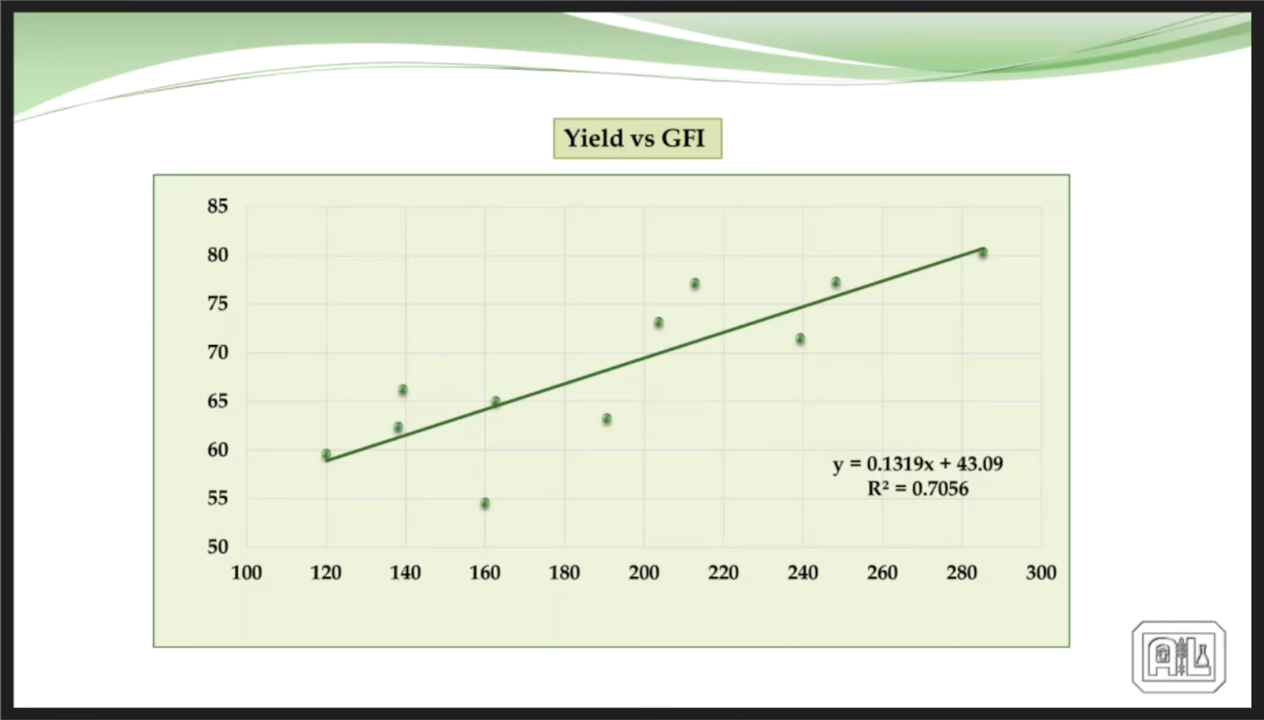 Yield vs GFI
85
80
75
70
65
60
55
50
y = 0.1319x + 43.09
R² = 0.7056
100 120 140 160 180 200 220 240 260 280 300
AL